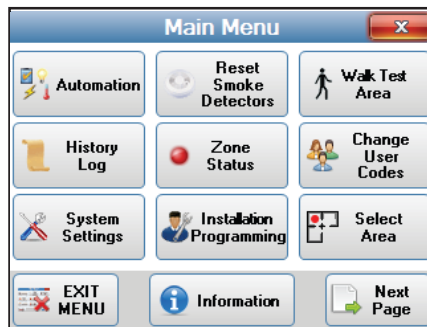 Main Menu
x
Automation
Reset
Smoke
Detectors
Walk Test
Area
History
Log
Zone
Status
Change
User
Codes
System
Settings
Installation
Programming
Select
Area
EXIT
MENU
Information
Next
Page